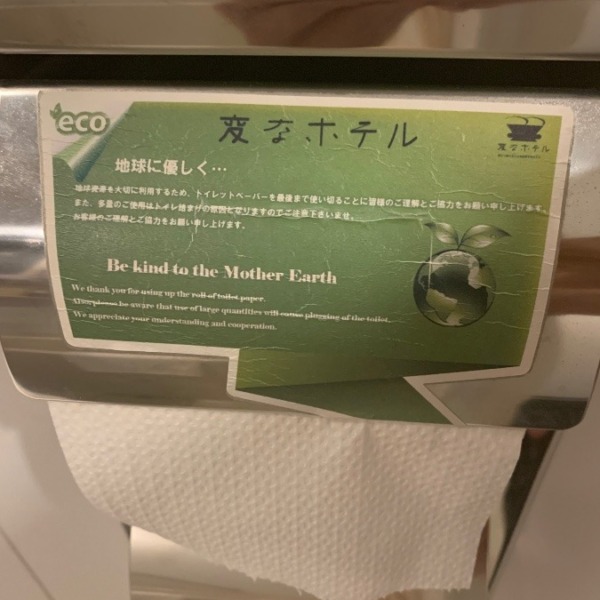 eco
変なホテル
変なホテル
地球に優しく…
地球資源を大切に利用するため、トイレットペーパーを最後まで使い切ることに皆様のご理解とご協力をお願い申し上げます。
また、多量のご使用はトイレ詰まりの原因となりますのでご注意下さいませ。
お客様のご理解とご協力をお願い申し上げます。
Be kind to the Mother Earth
We thank you for using up the roll of toilet paper.
Also please be aware that use of large quantities will cause plugging of the toilet.
We appreciate your understanding and cooperation.